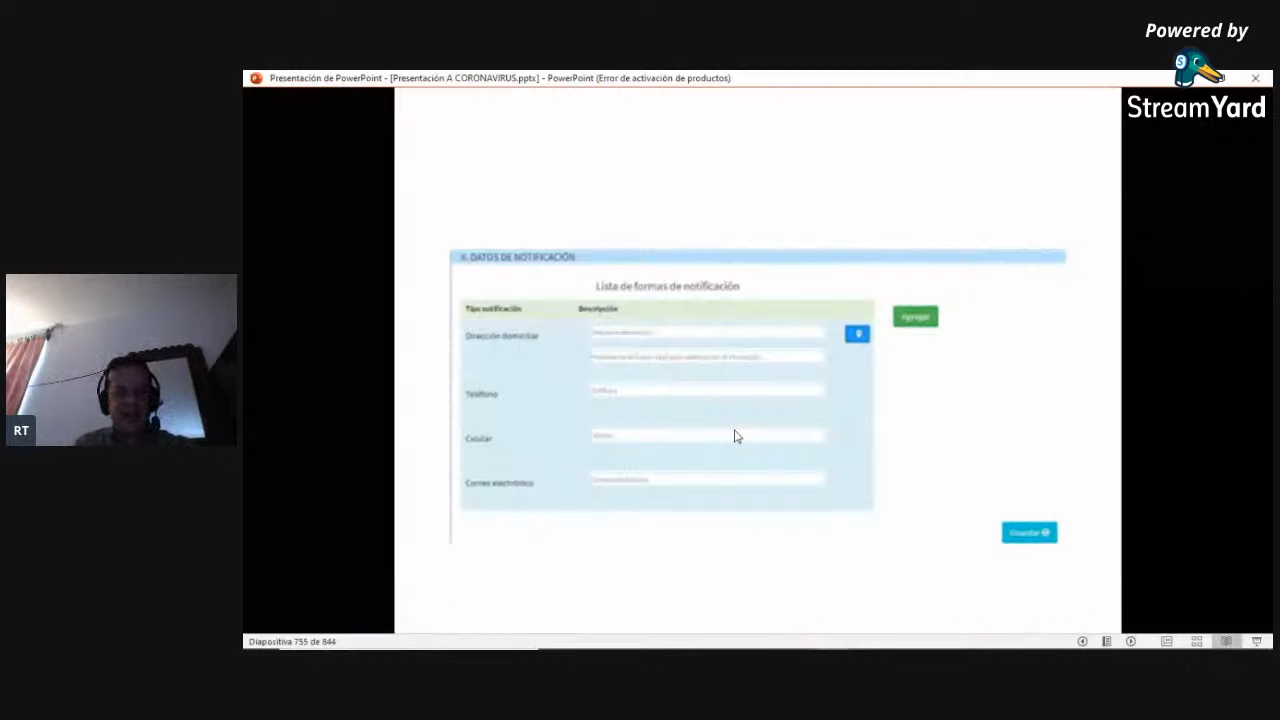 Powered by
StreamYard
Presentación de PowerPoint - [Presentación A CORONAVIRUS.pptx] - PowerPoint (Error de activación de productos)
II. DATOS DE NOTIFICACIÓN
Lista de formas de notificación
Tipo notificación Descripción
Agregar
Dirección domiciliar
Teléfono
Celular
Correo electrónico
Guardar
RT
Diapositiva 755 de 844